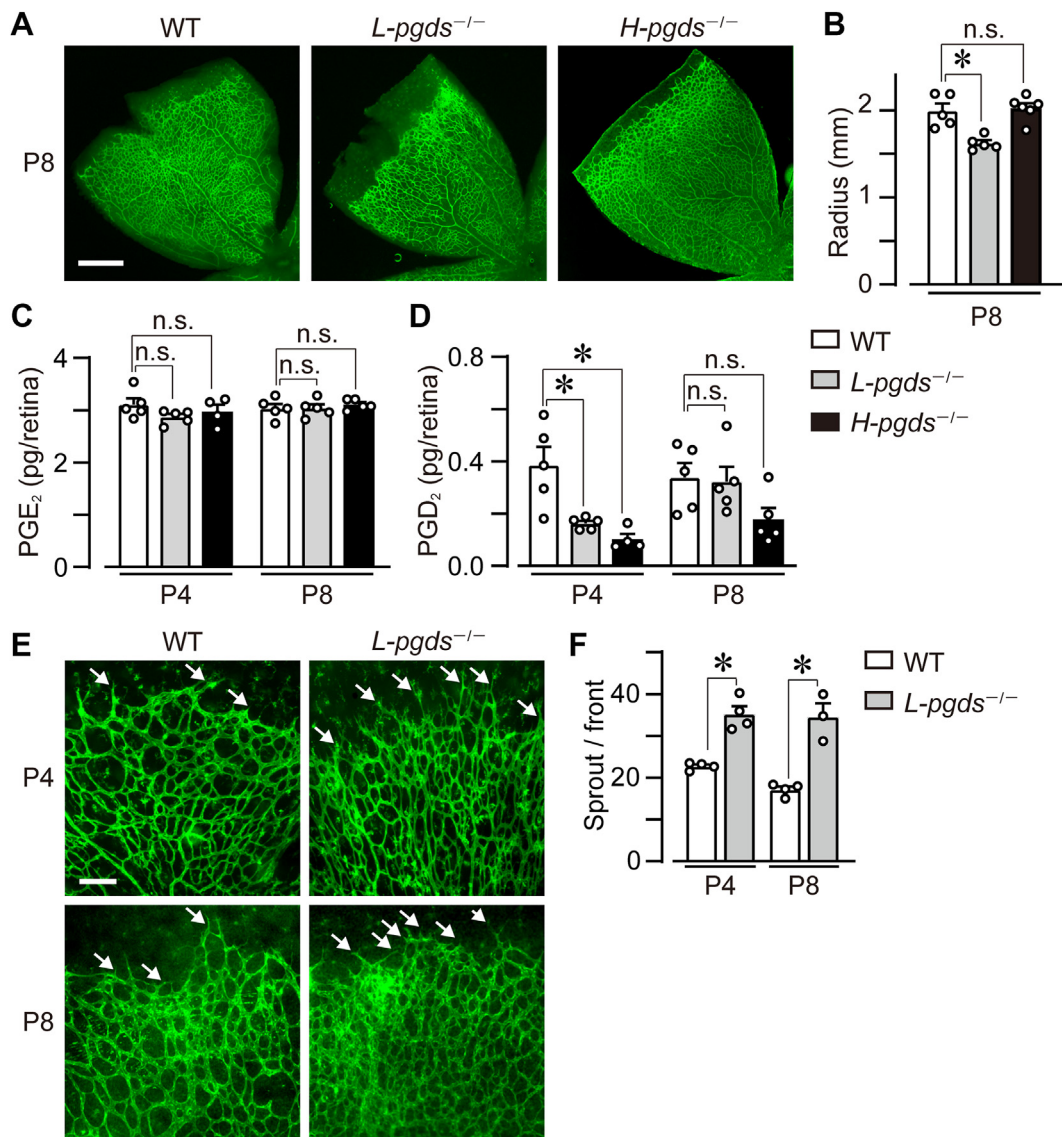 A
WT
L-pgds−/−
H-pgds−/−
P8
B
n.s.
*
Radius (mm)
2
1
0
P8
C
n.s.
n.s.
n.s.
n.s.
PGE2 (pg/retina)
4
2
0
P4
P8
D
*
*
n.s.
n.s.
PGD2 (pg/retina)
0.8
0.4
0.0
P4
P8
WT
L-pgds−/−
H-pgds−/−
E
WT
L-pgds−/−
P4
P8
F
*
*
Sprout / front
40
20
0
P4
P8
WT
L-pgds−/−